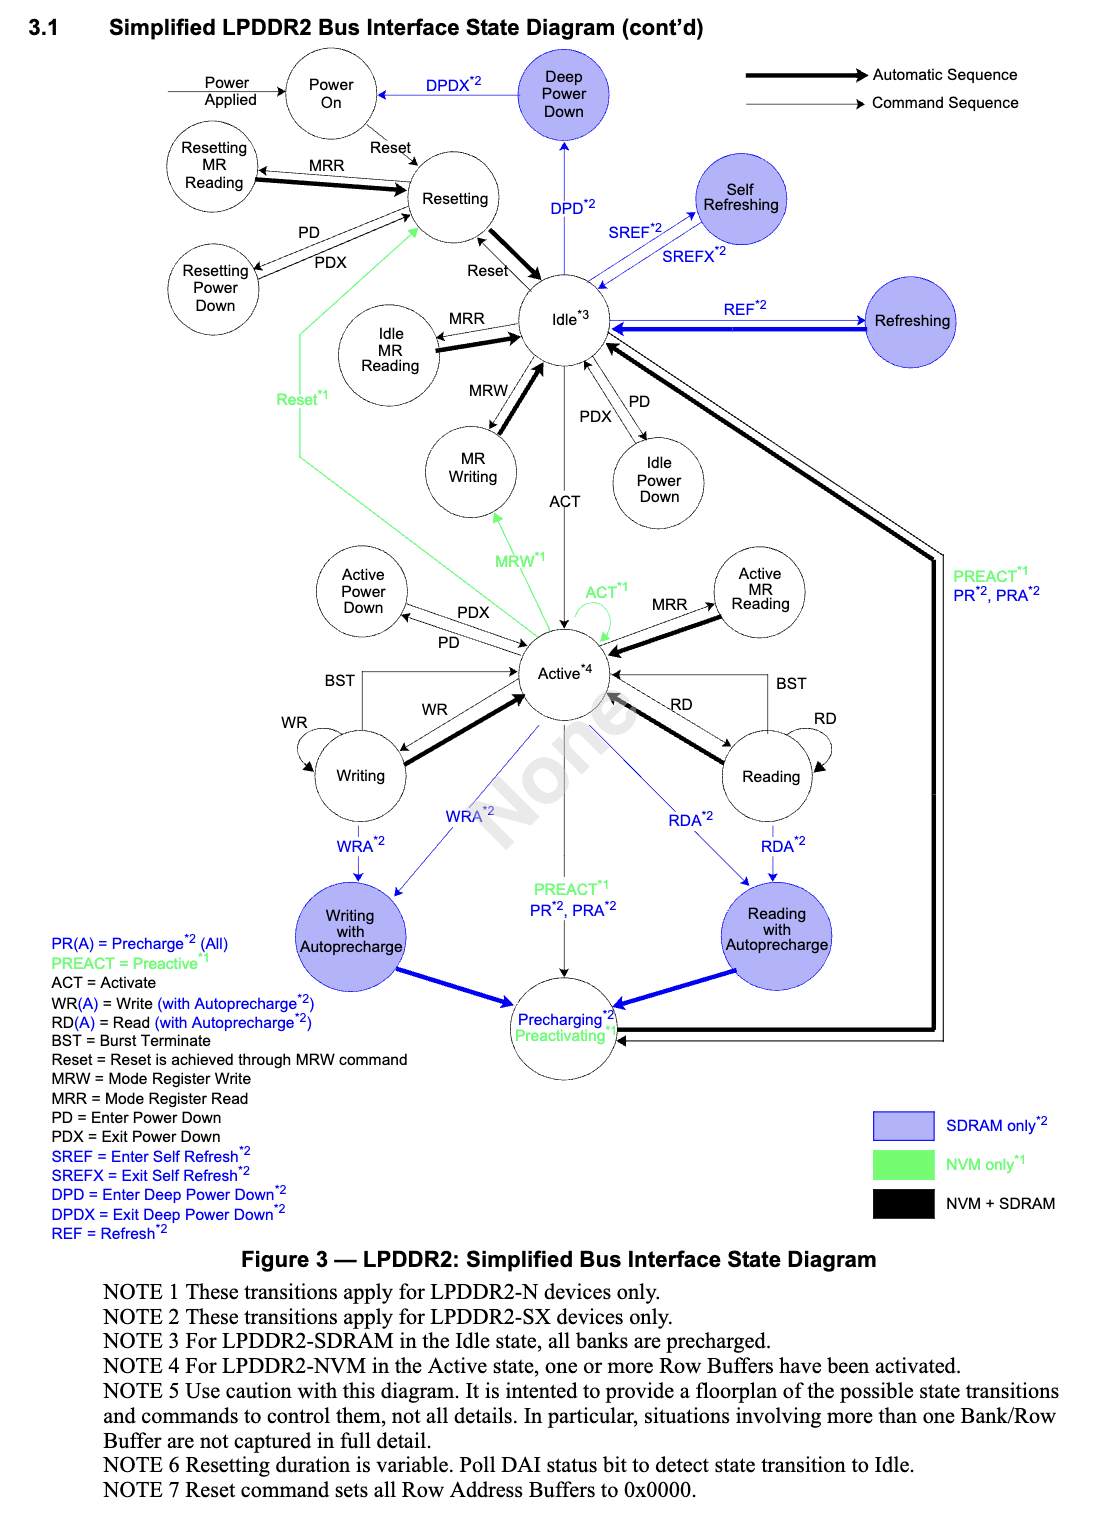 3.1 Simplified LPDDR2 Bus Interface State Diagram (cont'd)
Power
Applied
Power
On
DPDX*2
Deep
Power
Down
Automatic Sequence
Command Sequence
Reset
Resetting
MR
Reading
MRR
Resetting
DPD*2
Self
Refreshing
SREF*2
SREFX*2
PD
PDX
Resetting
Power
Down
Reset
Idle*3
REF*2
Refreshing
Idle
MR
Reading
MRR
MRW
PDX
PD
Reset*1
MR
Writing
Idle
Power
Down
ACT
MRW*1
ACT*1
PREACT*1
PR*2, PRA*2
Active
Power
Down
PDX
PD
MRR
Active
MR
Reading
Active*4
BST
BST
WR
WR
RD
RD
Writing
Reading
None
WRA*2
WRA*2
RDA*2
RDA*2
PREACT*1
PR*2, PRA*2
Writing
with
Autoprecharge
Reading
with
Autoprecharge
Precharging*2
Preactivating*1
PR(A) = Precharge*2 (All)
PREACT = Preactive*1
ACT = Activate
WR(A) = Write (with Autoprecharge*2)
RD(A) = Read (with Autoprecharge*2)
BST = Burst Terminate
Reset = Reset is achieved through MRW command
MRW = Mode Register Write
MRR = Mode Register Read
PD = Enter Power Down
PDX = Exit Power Down
SREF = Enter Self Refresh*2
SREFX = Exit Self Refresh*2
DPD = Enter Deep Power Down*2
DPDX = Exit Deep Power Down*2
REF = Refresh*2
SDRAM only*2
NVM only*1
NVM + SDRAM
Figure 3 — LPDDR2: Simplified Bus Interface State Diagram
NOTE 1 These transitions apply for LPDDR2-N devices only.
NOTE 2 These transitions apply for LPDDR2-SX devices only.
NOTE 3 For LPDDR2-SDRAM in the Idle state, all banks are precharged.
NOTE 4 For LPDDR2-NVM in the Active state, one or more Row Buffers have been activated.
NOTE 5 Use caution with this diagram. It is intented to provide a floorplan of the possible state transitions
and commands to control them, not all details. In particular, situations involving more than one Bank/Row
Buffer are not captured in full detail.
NOTE 6 Resetting duration is variable. Poll DAI status bit to detect state transition to Idle.
NOTE 7 Reset command sets all Row Address Buffers to 0x0000.